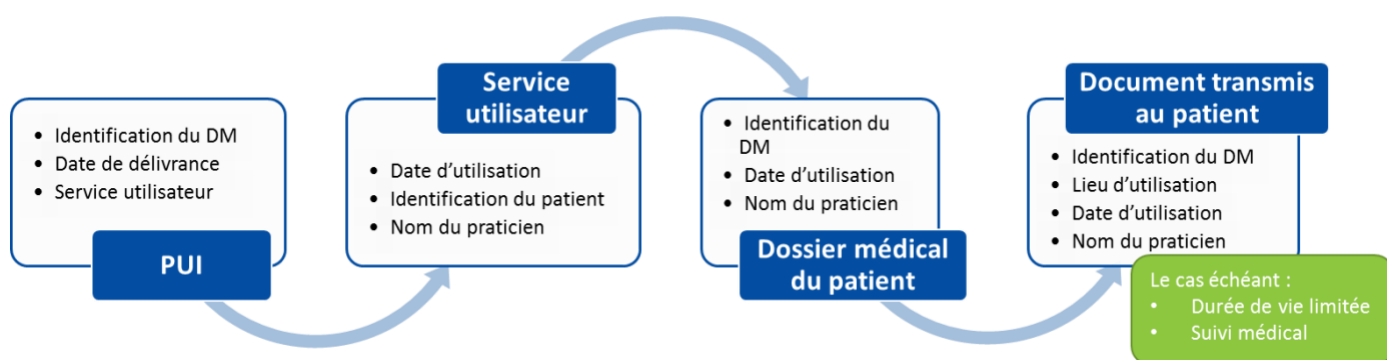 • Identification du DM
• Date de délivrance
• Service utilisateur
PUI
Service
utilisateur
• Date d’utilisation
• Identification du patient
• Nom du praticien
• Identification du
DM
• Date d’utilisation
• Nom du praticien
Dossier médical
du patient
Document transmis
au patient
• Identification du DM
• Lieu d’utilisation
• Date d’utilisation
• Nom du praticien
Le cas échéant :
• Durée de vie limitée
• Suivi médical